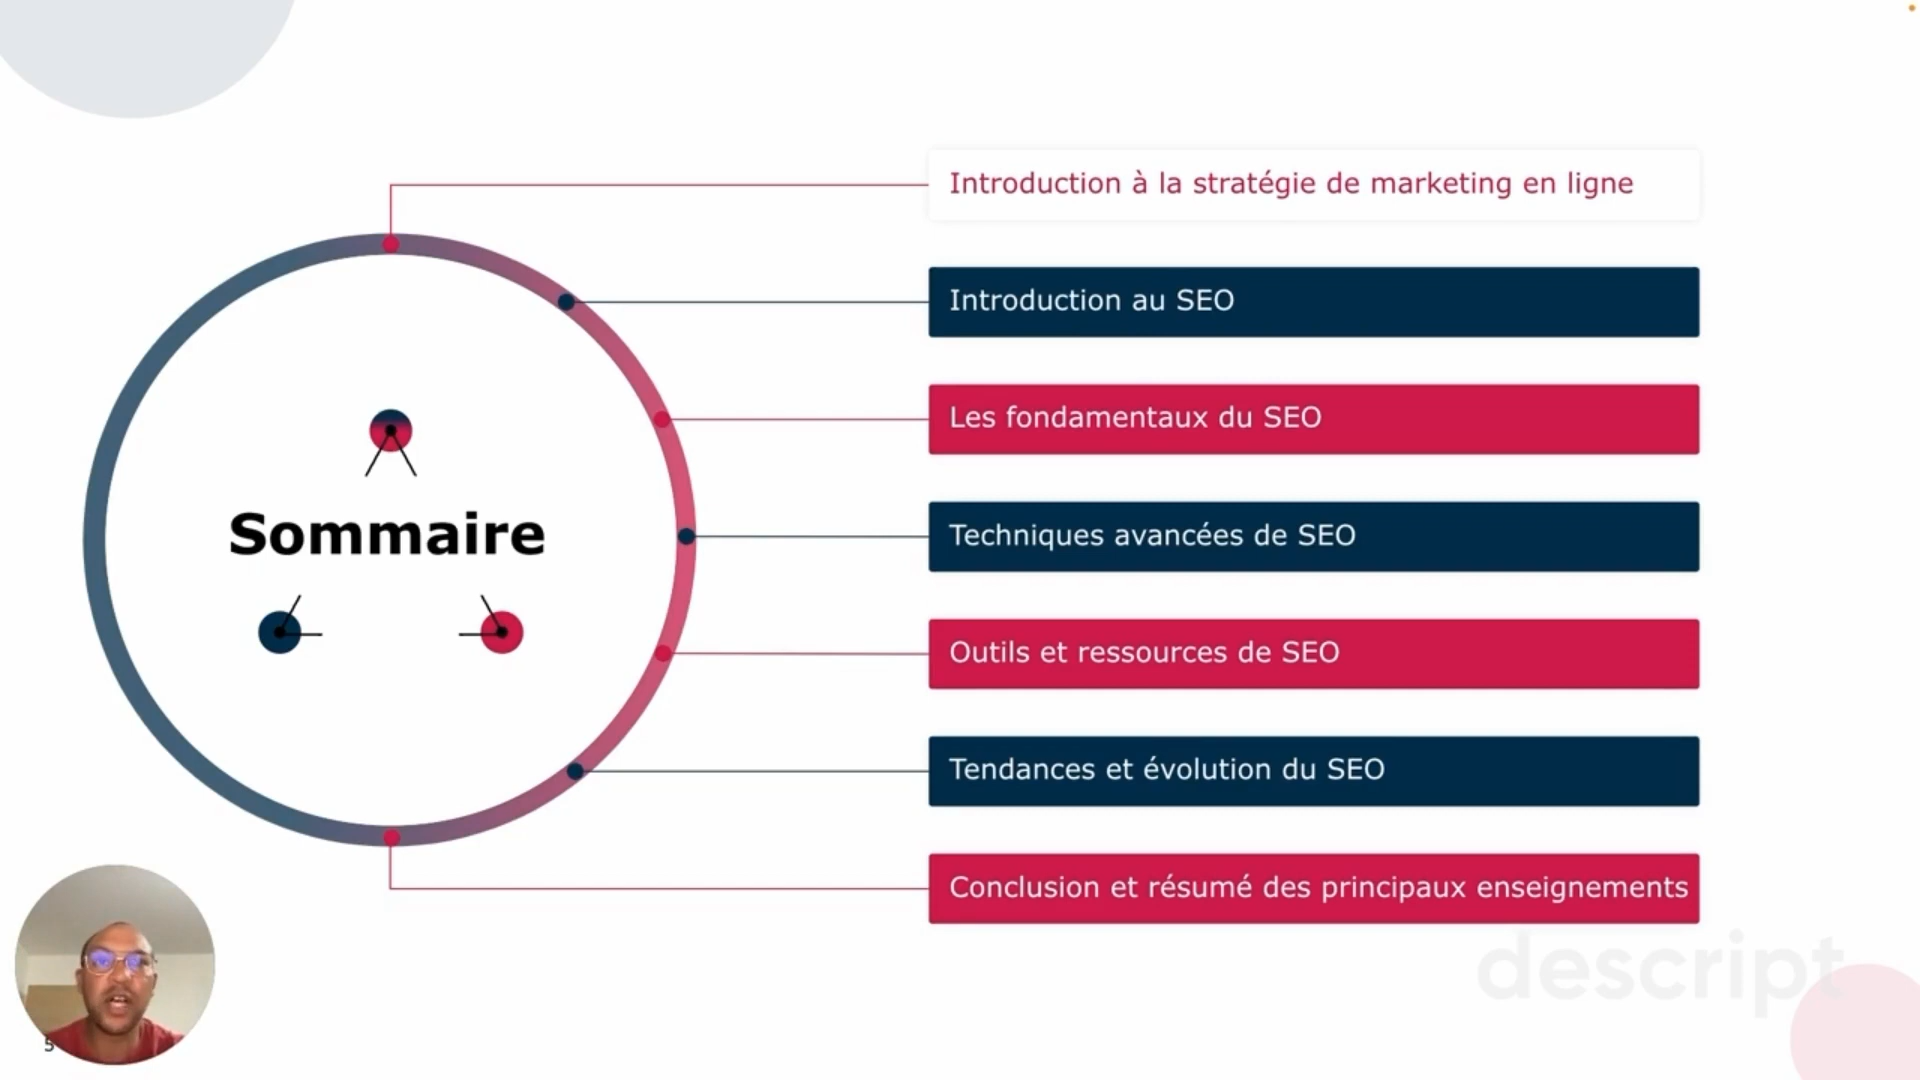 Introduction à la stratégie de marketing en ligne
Introduction au SEO
Les fondamentaux du SEO
Sommaire
Techniques avancées de SEO
Outils et ressources de SEO
Tendances et évolution du SEO
Conclusion et résumé des principaux enseignements
descript
5